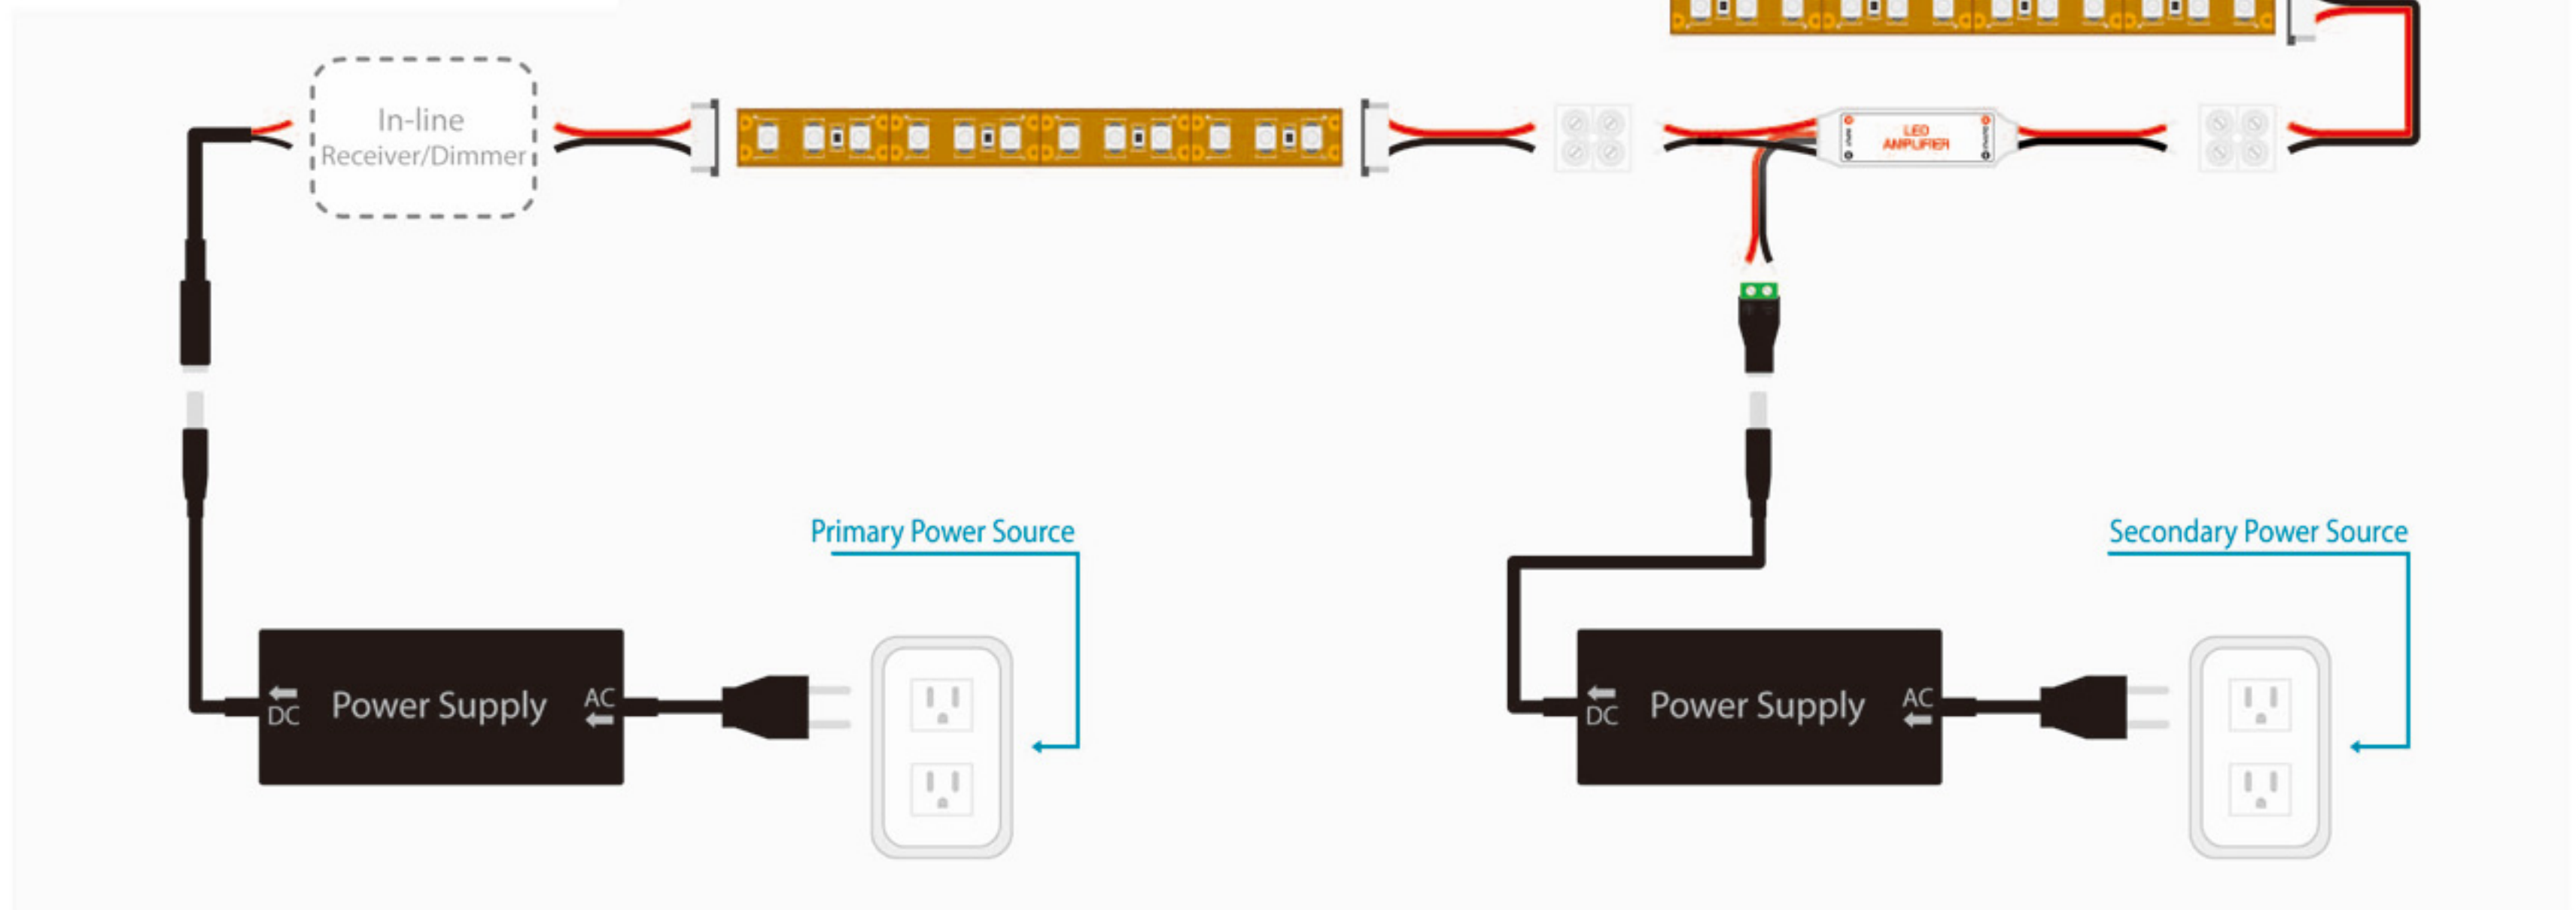 In-line
Receiver/Dimmer
LED
AMPLIFIER
Primary Power Source
Secondary Power Source
DC
Power Supply
AC
DC
Power Supply
AC